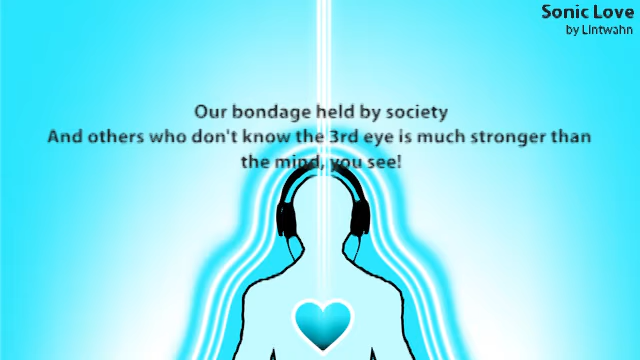 Sonic Love
by Lintwahn
Our bondage held by society
And others who don't know the 3rd eye is much stronger than
the mind, you see!